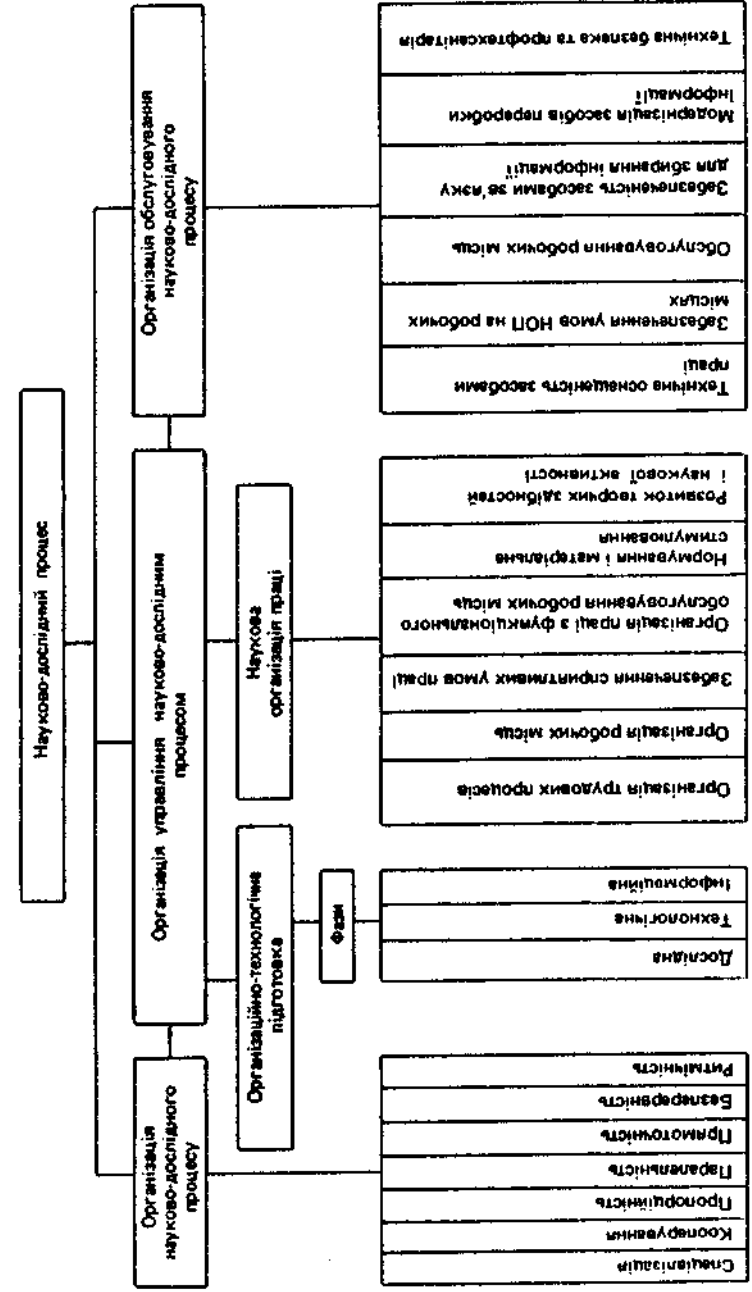 Науково-дослідний процес
Організація
науково-дослідного
процесу
Організація управління науково-дослідним
процесом
Організація обслуговування
науково-дослідного
процесу
Організаційно-технологічна
підготовка
Наукова
організація праці
Фази
Спеціалізація
Кооперування
Пропорційність
Паралельність
Прямоточність
Безперервність
Ритмічність
Дослідна
Технологічна
Інформаційна
Організація трудових процесів
Організація робочих місць
Забезпечення сприятливих умов праці
Організація праці з функціонального
обслуговування робочих місць
Нормування і матеріальне
стимулювання
Розвиток творчих здібностей
і наукової активності
Технічна оснащеність засобами
праці
Забезпечення умов НОП на робочих
місцях
Обслуговування робочих місць
Забезпеченість засобами зв'язку
для збирання інформації
Модернізація засобів переробки
інформації
Технічна безпека та профтехсанітарія